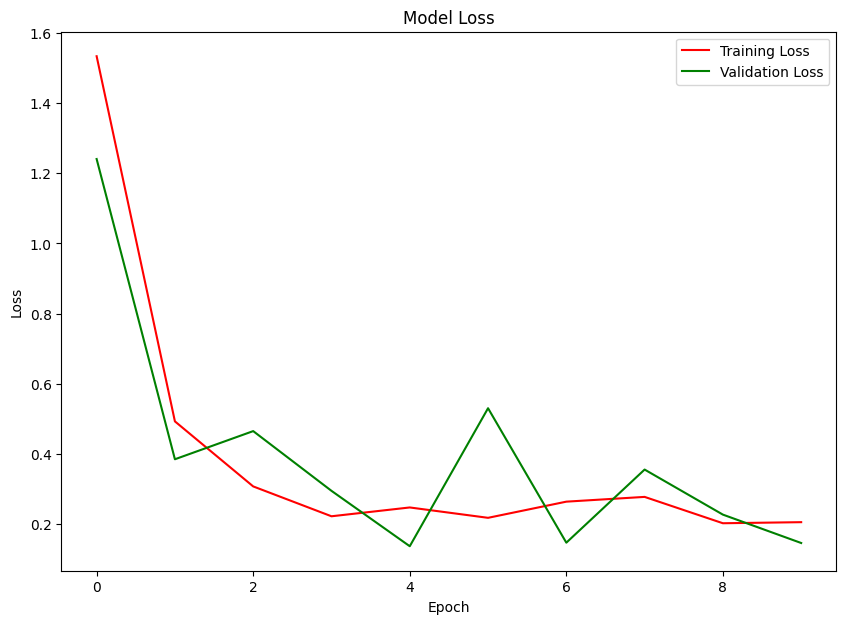 Model Loss
Training Loss
Validation Loss
1.6
1.4
1.2
1.0
0.8
0.6
0.4
0.2
Loss
0 2 4 6 8
Epoch